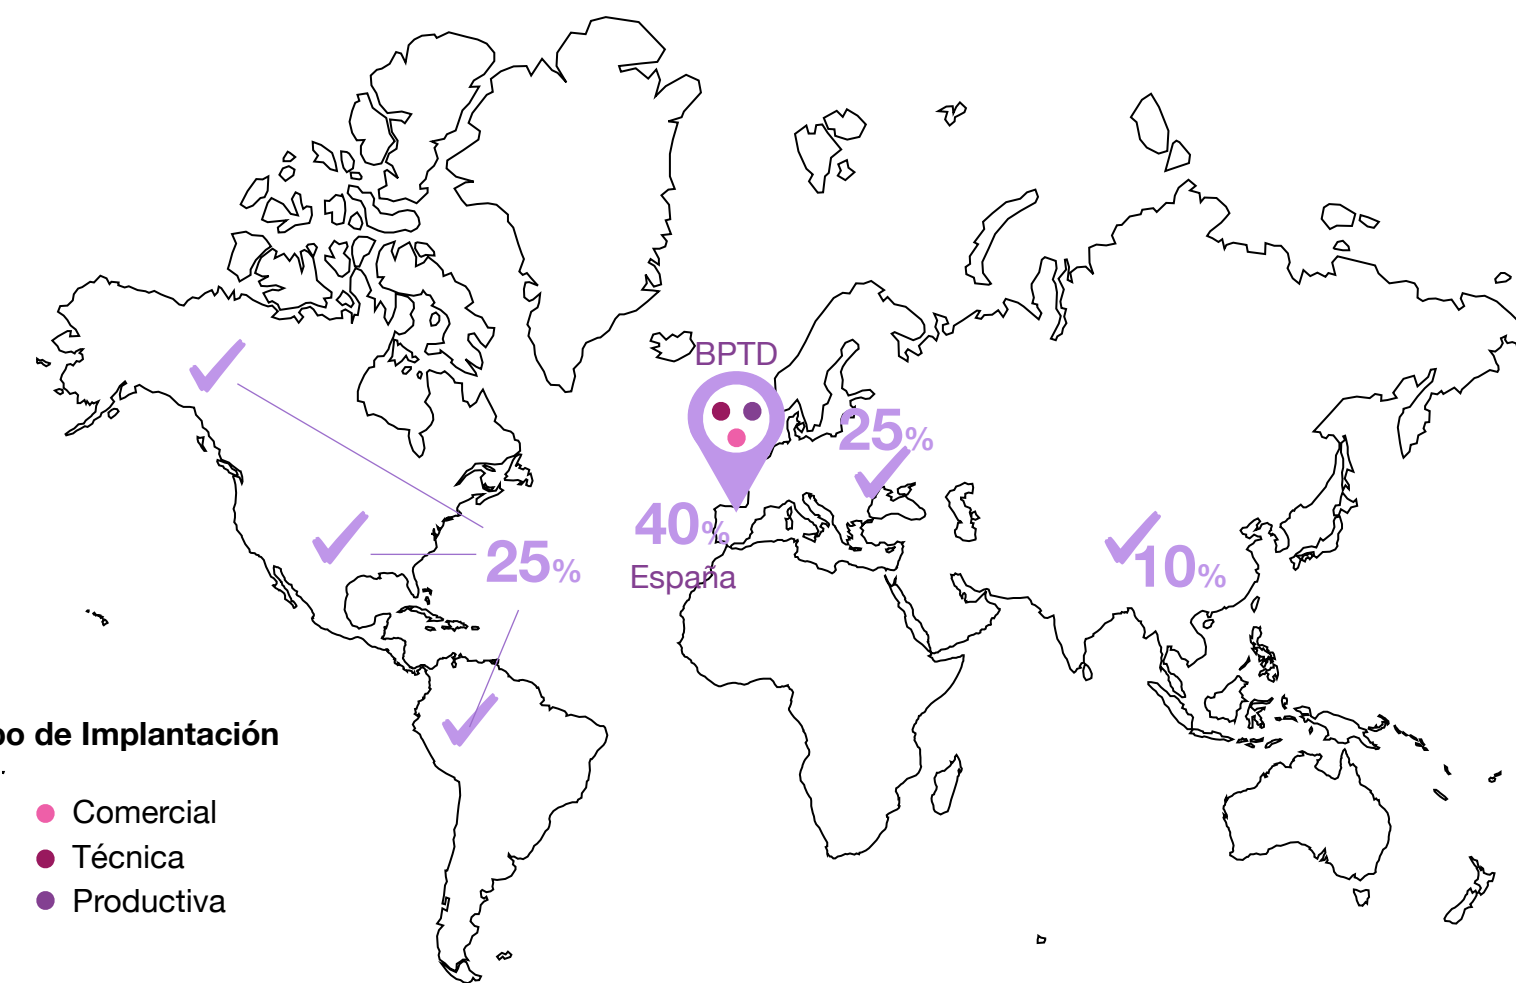 BPTD
25%
40%
España
25%
10%
po de Implantación
Comercial
Técnica
Productiva